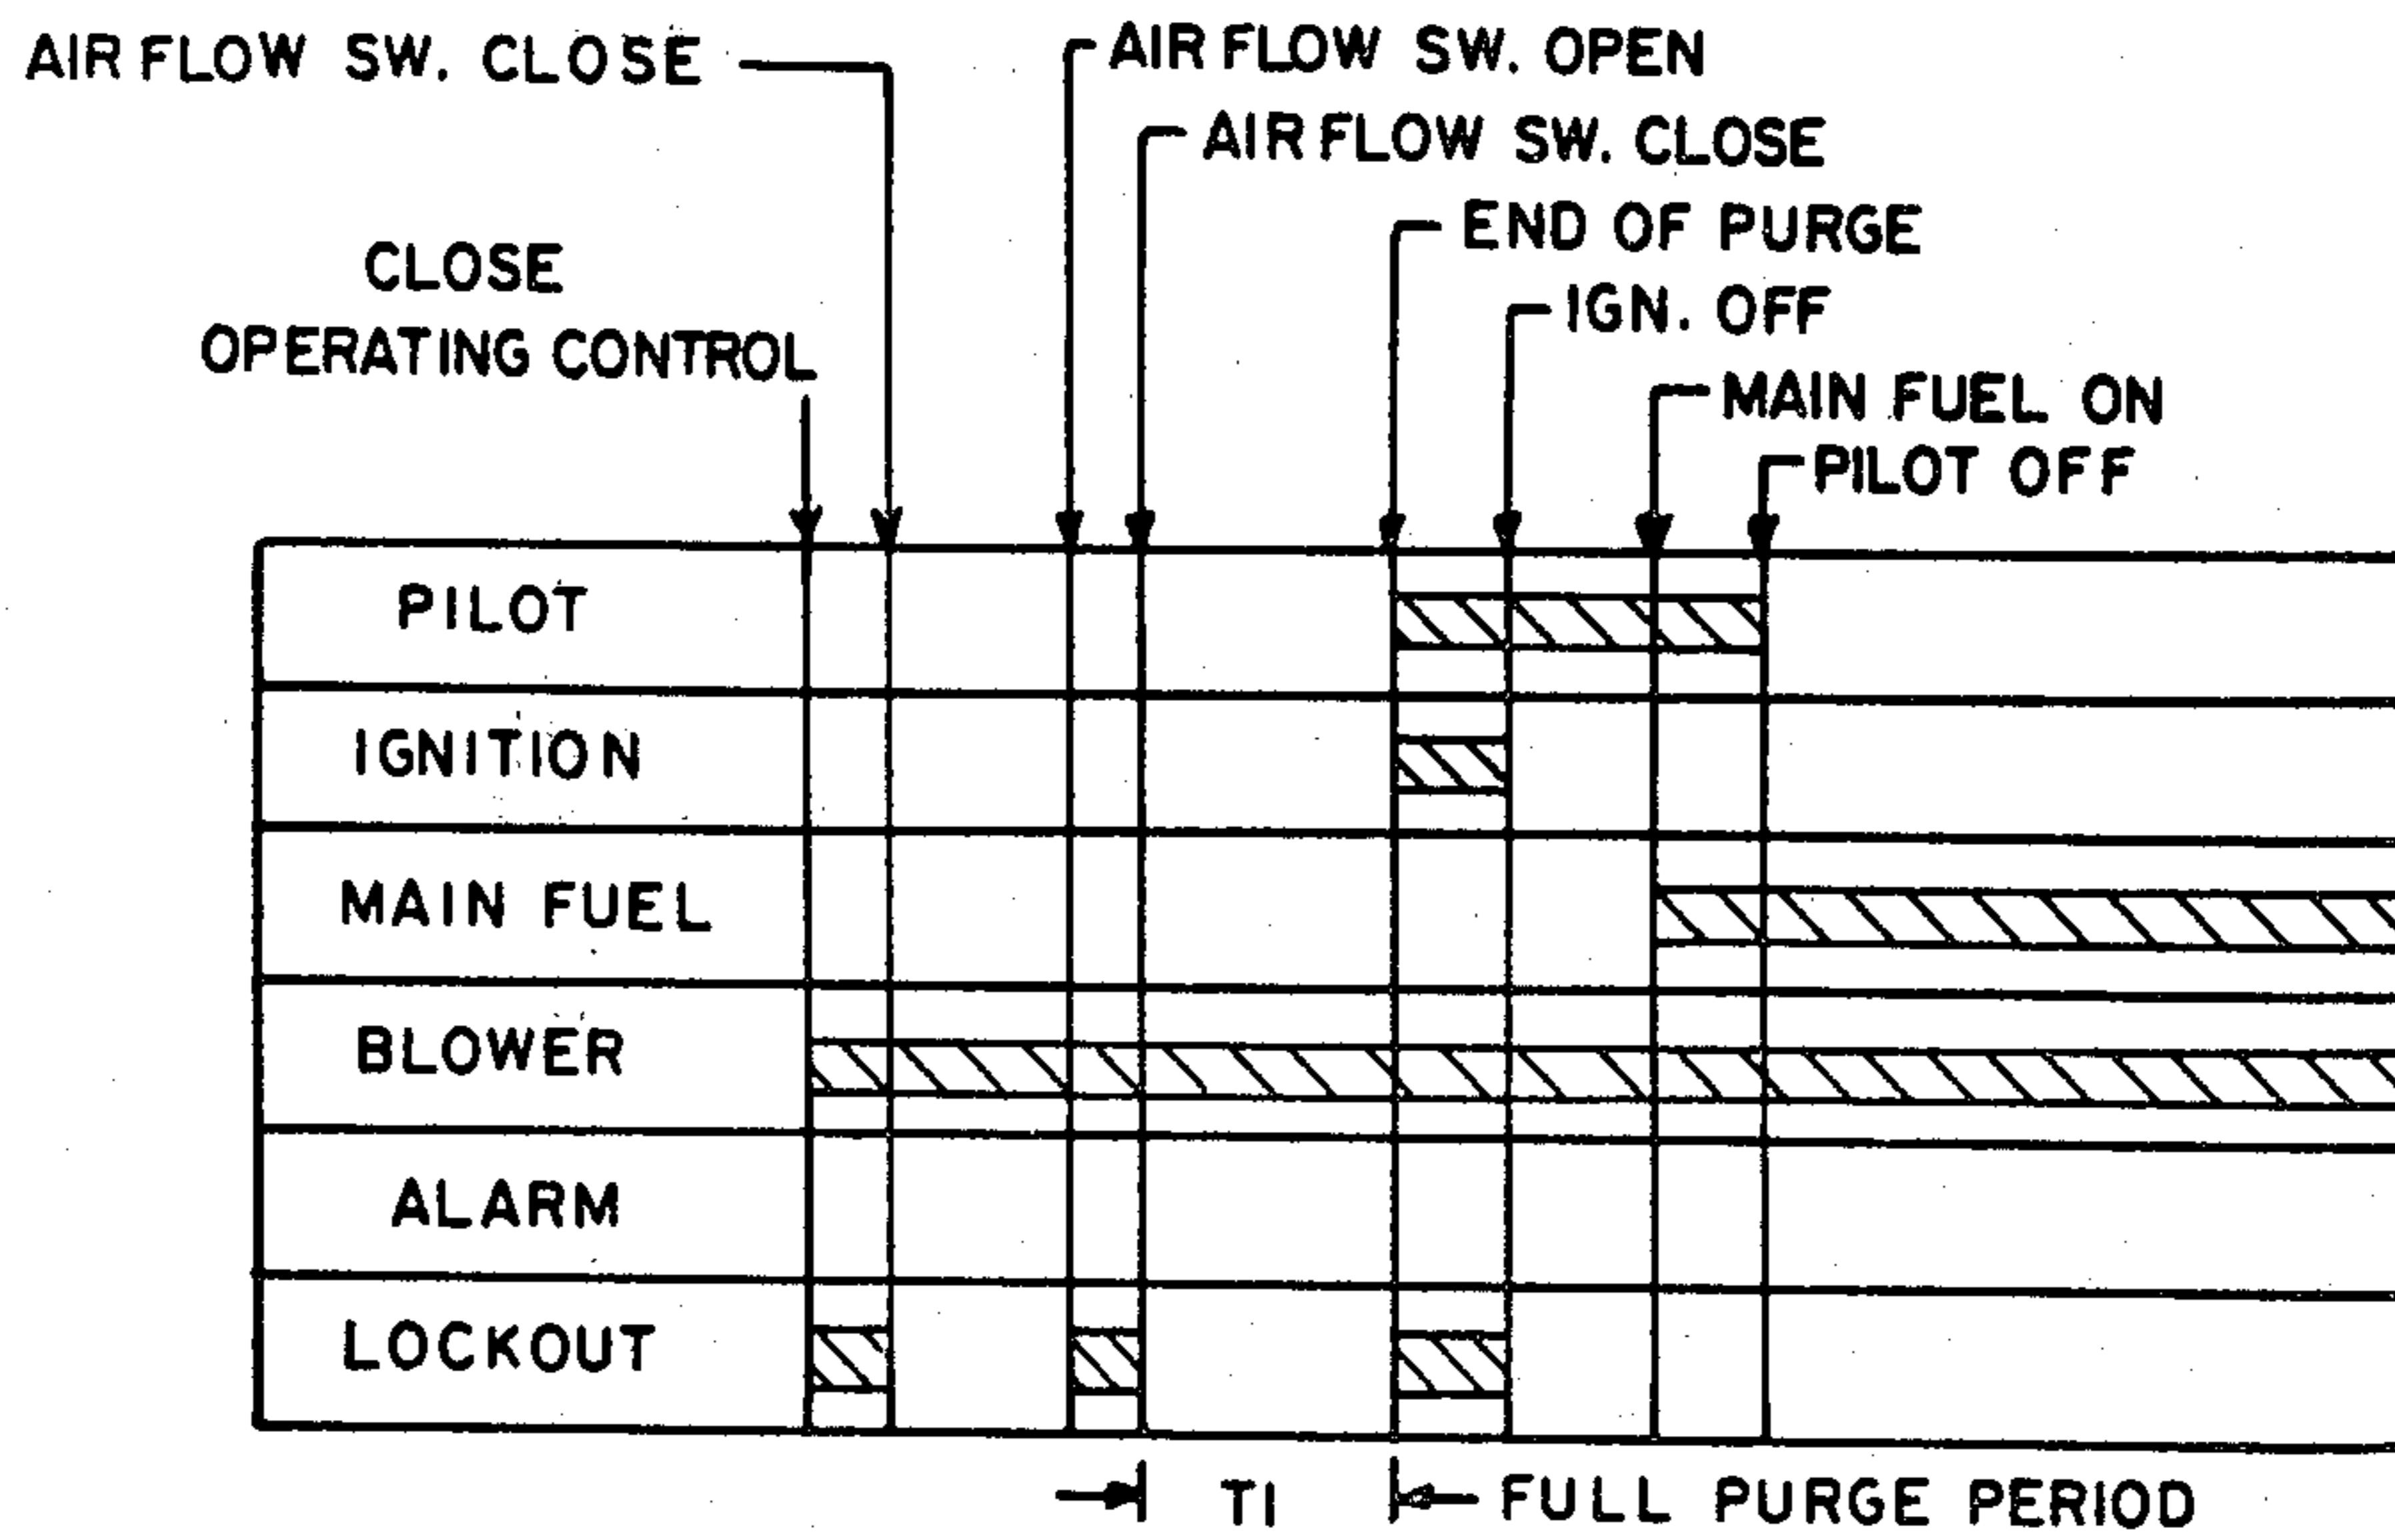 AIR FLOW SW. CLOSE
AIR FLOW SW. OPEN
AIR FLOW SW. CLOSE
END OF PURGE
CLOSE
OPERATING CONTROL
IGN. OFF
MAIN FUEL ON
PILOT OFF
PILOT
IGNITION
MAIN FUEL
BLOWER
ALARM
LOCKOUT
T1
FULL PURGE PERIOD